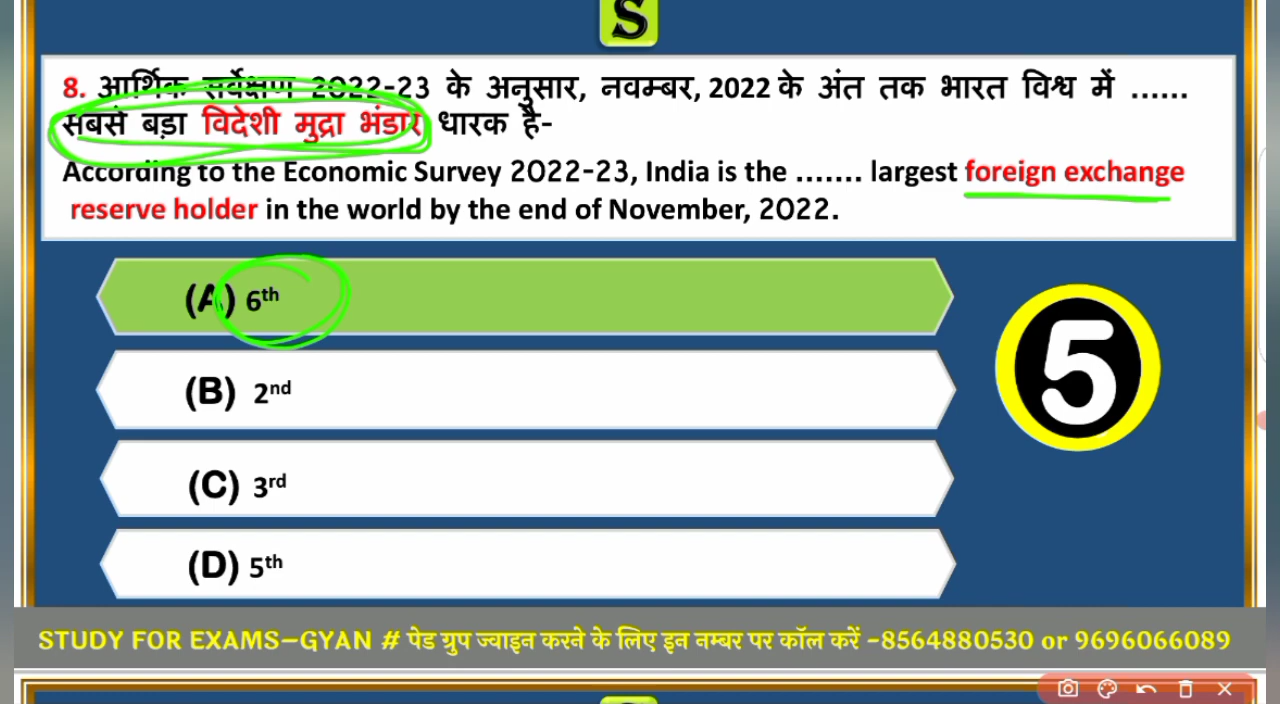 S
8. आर्थिक सर्वेक्षण 2022-23 के अनुसार, नवम्बर, 2022 के अंत तक भारत विश्व में ......
सबसे बड़ा विदेशी मुद्रा भंडार धारक है-
According to the Economic Survey 2022-23, India is the ....... largest foreign exchange
reserve holder in the world by the end of November, 2022.
(A) 6th
(B) 2nd
(C) 3rd
(D) 5th
5
STUDY FOR EXAMS–GYAN # पेड ग्रुप ज्वाइन करने के लिए इन नम्बर पर कॉल करें -8564880530 or 9696066089